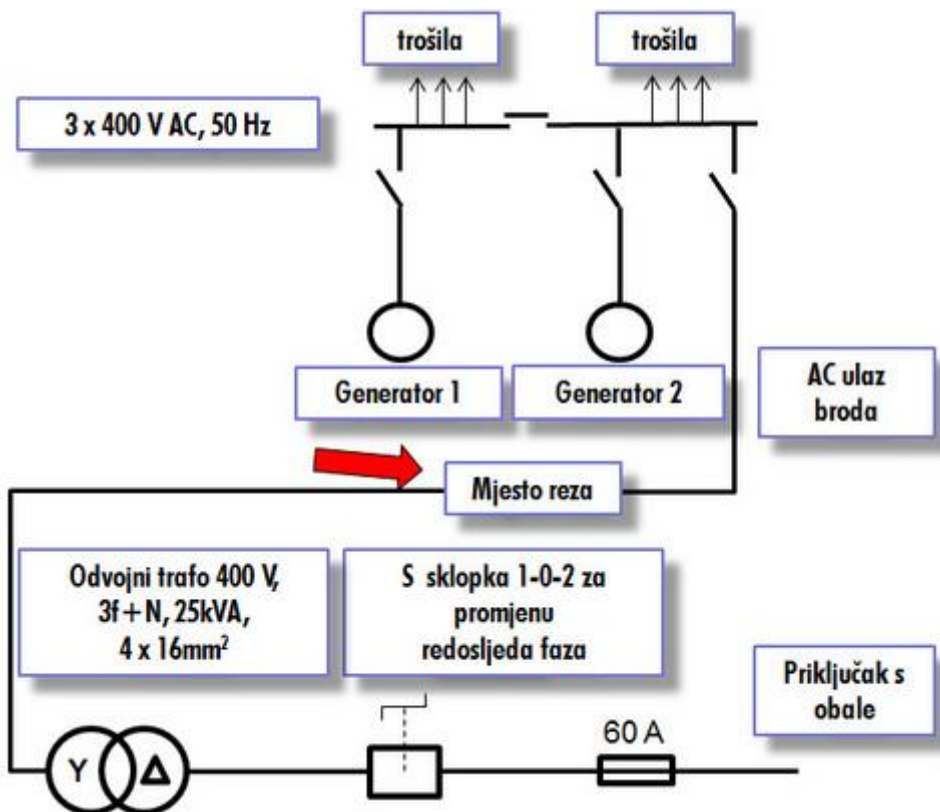 trošila
trošila
3 x 400 V AC, 50 Hz
Generator 1
Generator 2
AC ulaz
broda
Mjesto reza
Odvojni trafo 400 V,
3f+N, 25kVA,
4 x 16mm²
S sklopka 1-0-2 za
promjenu
redosljeda faza
Priključak s
obale
60 A
Y
Δ